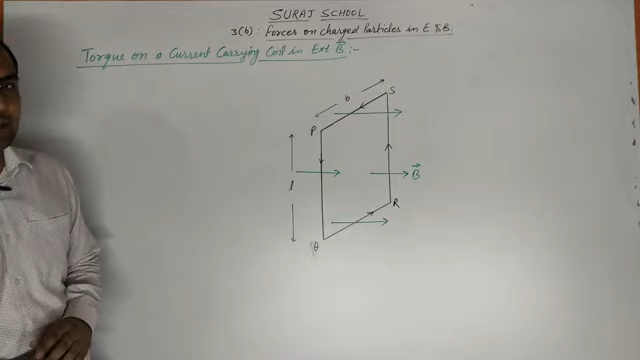 SURAJ SCHOOL
3(b): Forces on charged Particles in E & B.
Torque on a Current Carrying Coil in Ext B⃗ :-
b
S
P
l
B⃗
R
Q